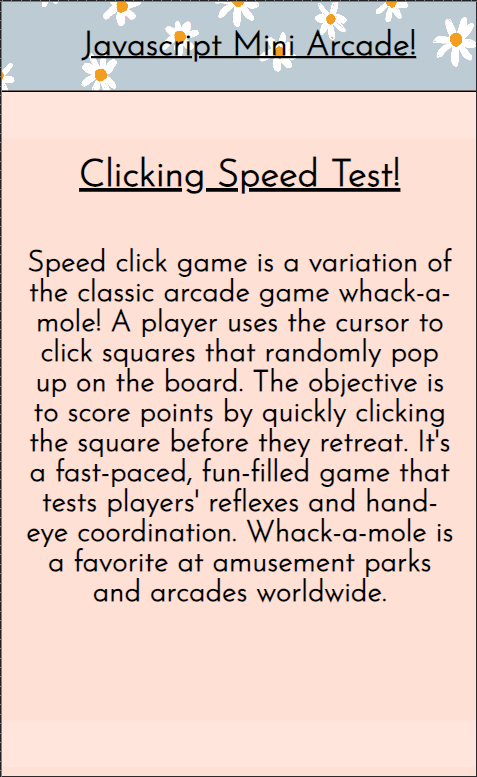 Javascript Mini Arcade!
Clicking Speed Test!
Speed click game is a variation of
the classic arcade game whack-a-
mole! A player uses the cursor to
click squares that randomly pop
up on the board. The objective is
to score points by quickly clicking
the square before they retreat. It's
a fast-paced, fun-filled game that
tests players' reflexes and hand-
eye coordination. Whack-a-mole is
a favorite at amusement parks
and arcades worldwide.